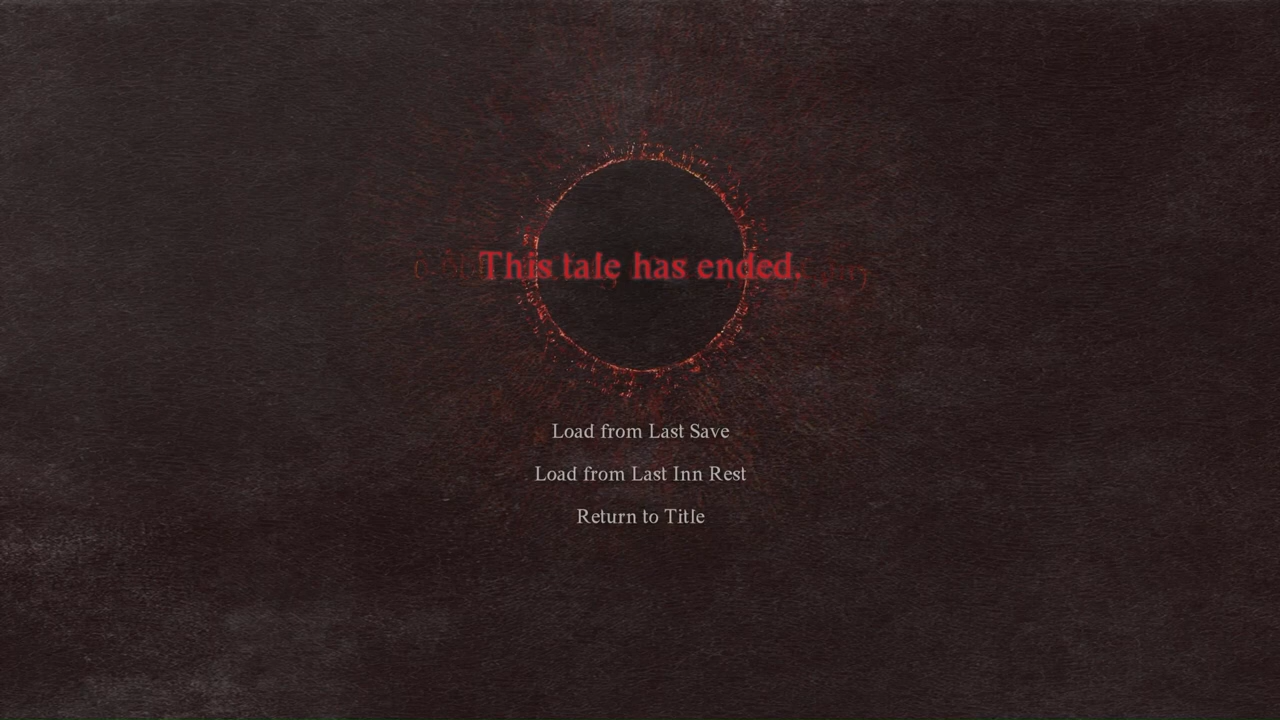 This tale has ended.
Load from Last Save
Load from Last Inn Rest
Return to Title